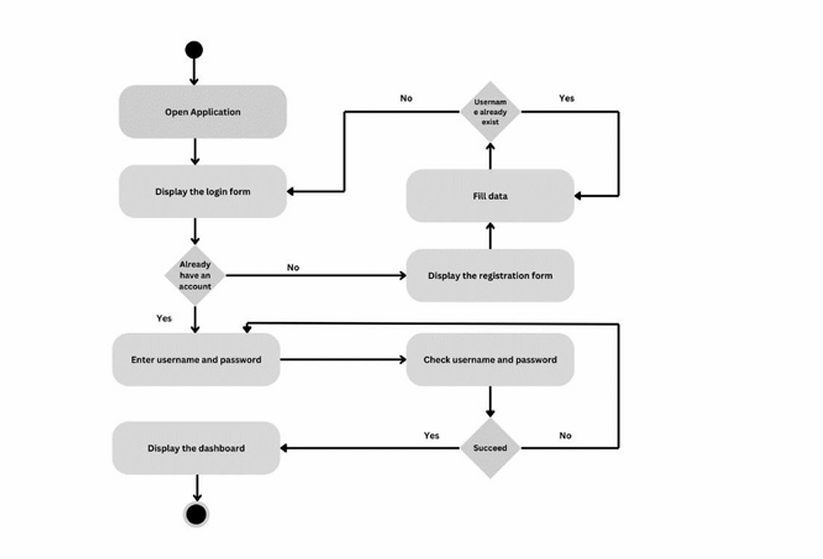 Open Application
No
Usernam
e already
exist
Yes
Display the login form
Fill data
Already
have an
account
No
Display the registration form
Yes
Enter username and password
Check username and password
Display the dashboard
Yes
Succeed
No